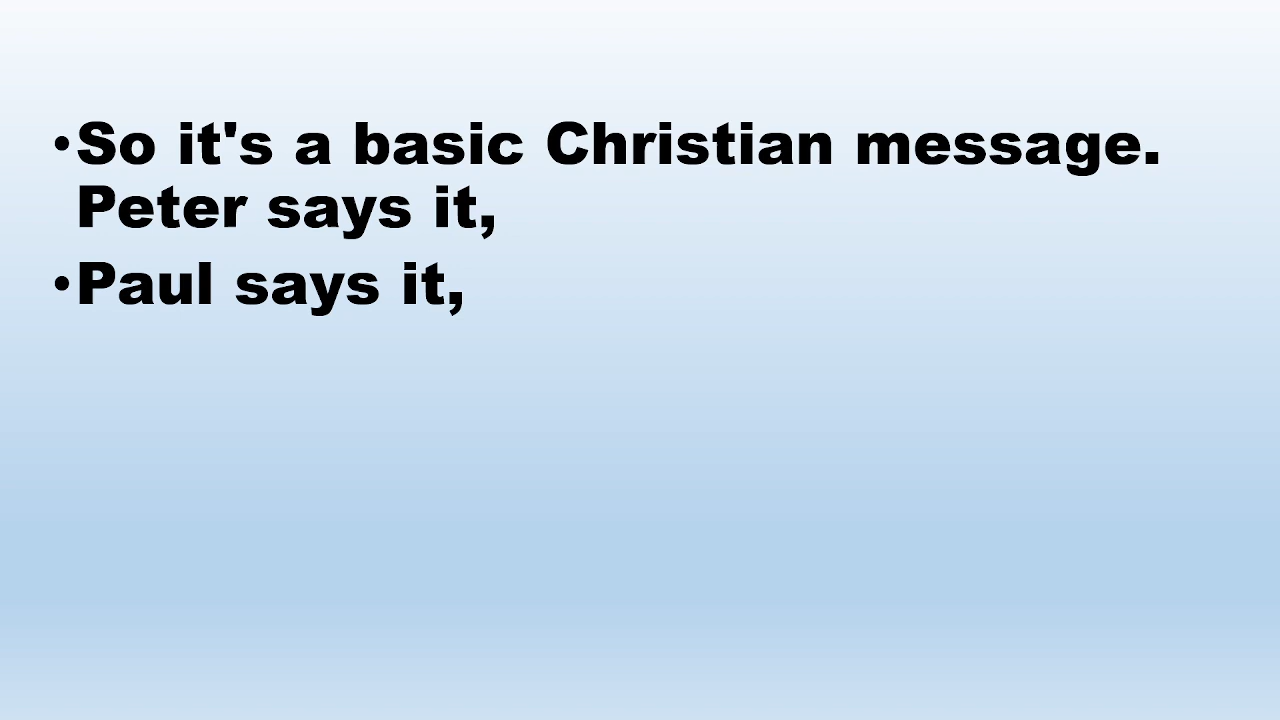 •So it's a basic Christian message.
Peter says it,
•Paul says it,